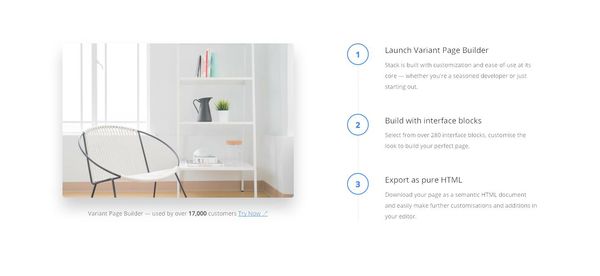 1
Launch Variant Page Builder
Stack is built with customization and ease of use at its
core — whether you're a seasoned developer or just
starting out.
2
Build with interface blocks
Select from over 280 interface blocks, customise the
look to build your perfect page.
3
Export as pure HTML
Download your page as a semantic HTML document
and easily make further customisations and additions in
your editor.
Variant Page Builder — used by over 17,000 customers Try Now ↗